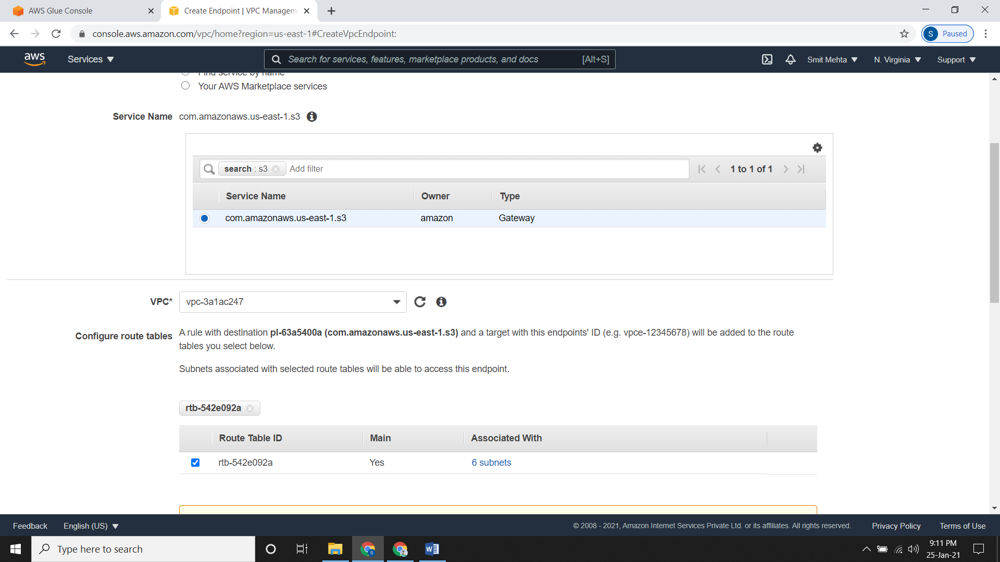 AWS Glue Console
Create Endpoint | VPC Managem
console.aws.amazon.com/vpc/home?region=us-east-1#CreateVpcEndpoint:
S Paused
aws
Services
Search for services, features, marketplace products, and docs [Alt+S]
Smit Mehta
N. Virginia
Support
Find service by name
Your AWS Marketplace services
Service Name com.amazonaws.us-east-1.s3
search : s3 Add filter
1 to 1 of 1
Service Name Owner Type
com.amazonaws.us-east-1.s3 amazon Gateway
VPC* vpc-3a1ac247
Configure route tables
A rule with destination pl-63a5400a (com.amazonaws.us-east-1.s3) and a target with this endpoints' ID (e.g. vpce-12345678) will be added to the route
tables you select below.
Subnets associated with selected route tables will be able to access this endpoint.
rtb-542e092a
Route Table ID Main Associated With
rtb-542e092a Yes 6 subnets
Feedback English (US)
© 2008 - 2021, Amazon Internet Services Private Ltd. or its affiliates. All rights reserved. Privacy Policy Terms of Use
Type here to search
9:11 PM
25-Jan-21